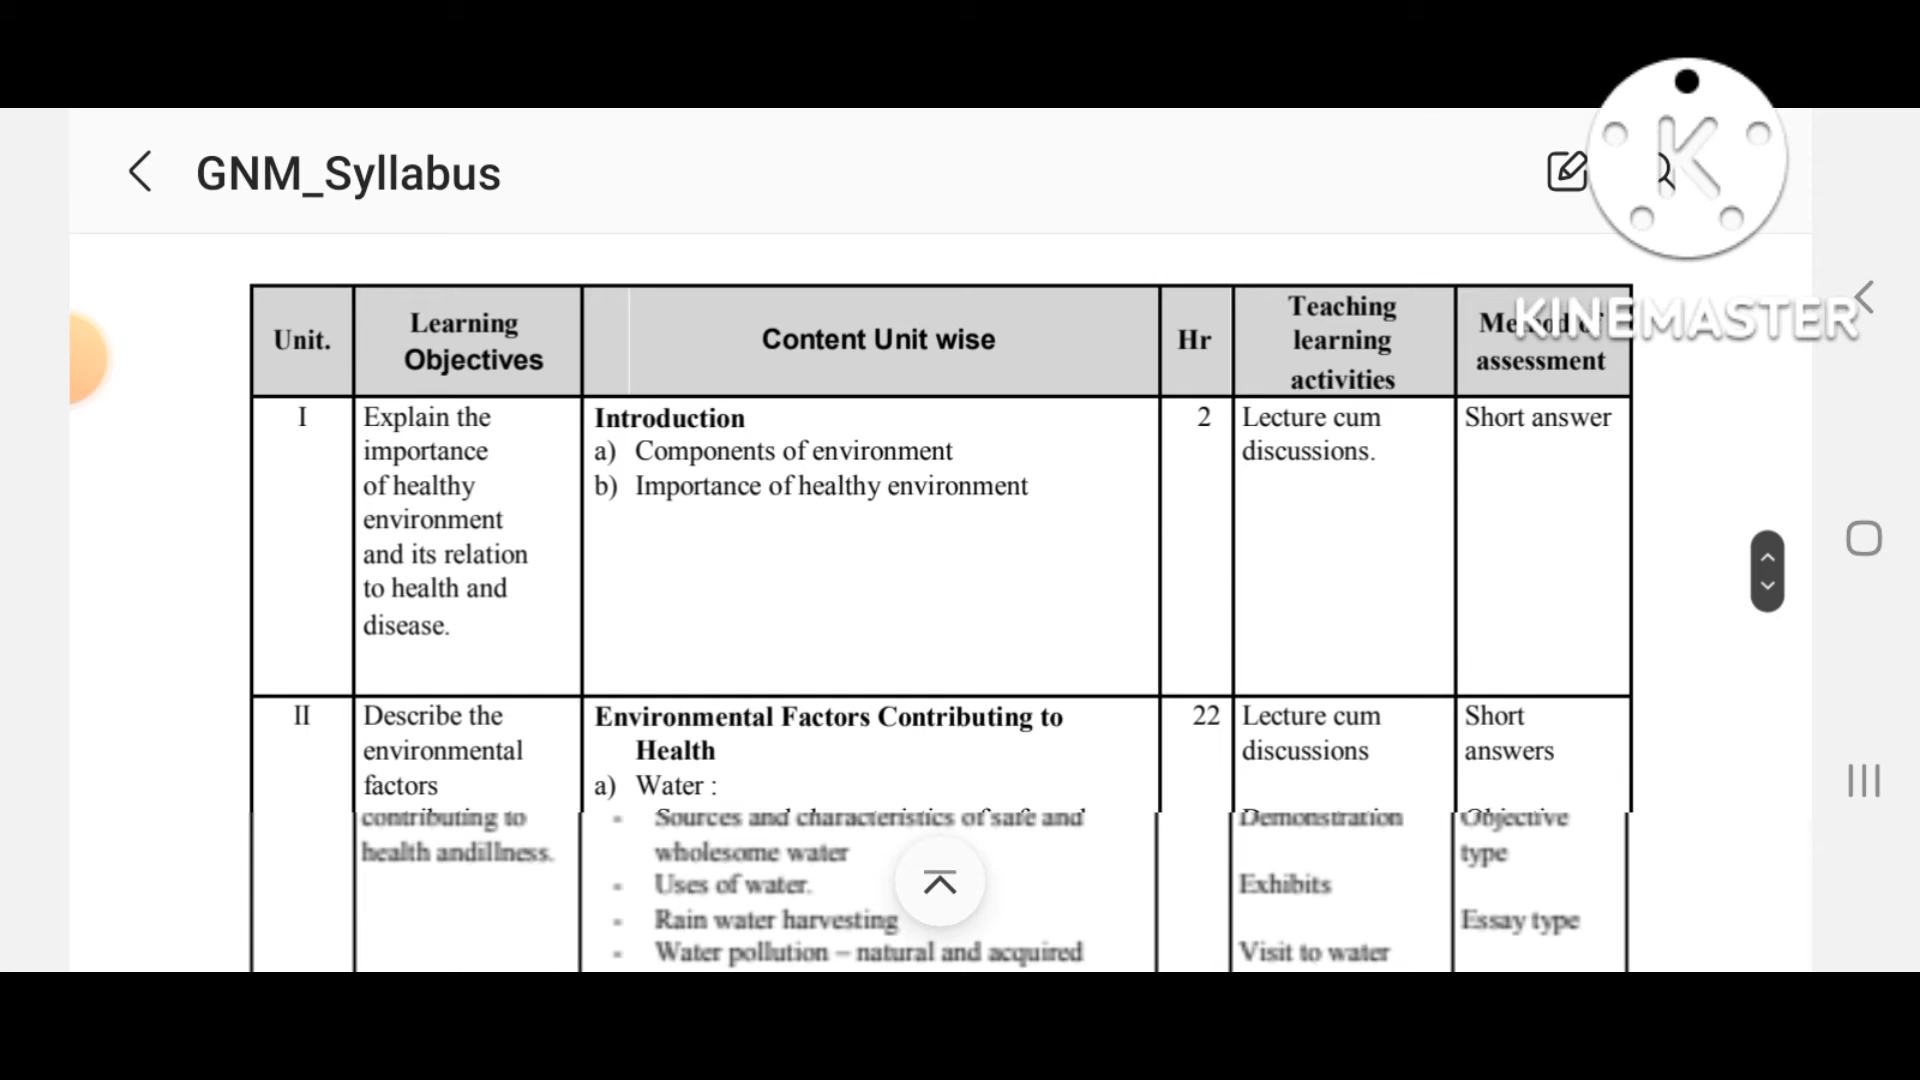 GNM_Syllabus
KINEMASTER
Unit.
Learning
Objectives
Content Unit wise
Hr
Teaching
learning
activities
Method of
assessment
I
Explain the
importance
of healthy
environment
and its relation
to health and
disease.
Introduction
a) Components of environment
b) Importance of healthy environment
2
Lecture cum
discussions.
Short answer
II
Describe the
environmental
factors
contributing to
health andillness.
Environmental Factors Contributing to
Health
a) Water :
- Sources and characteristics of safe and
wholesome water
- Uses of water.
- Rain water harvesting
- Water pollution – natural and acquired
22
Lecture cum
discussions
Demonstration
Exhibits
Visit to water
Short
answers
Objective
type
Essay type